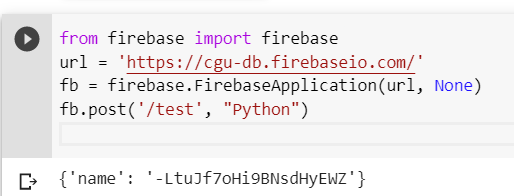 from firebase import firebase
url = 'https://cgu-db.firebaseio.com/'
fb = firebase.FirebaseApplication(url, None)
fb.post('/test', "Python")
{'name': '-LtuJf7oHi9BNsdHyEWZ'}